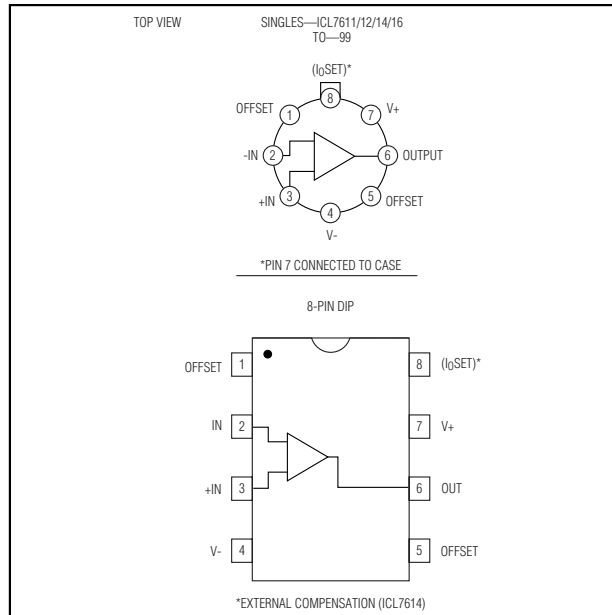 TOP VIEW
SINGLES—ICL7611/12/14/16
TO—99
(I0SET)*
8
OFFSET
1
7
V+
-IN
2
6
OUTPUT
+IN
3
5
OFFSET
4
V-
*PIN 7 CONNECTED TO CASE
8-PIN DIP
OFFSET
1
8
(I0SET)*
IN
2
7
V+
+IN
3
6
OUT
V-
4
5
OFFSET
*EXTERNAL COMPENSATION (ICL7614)